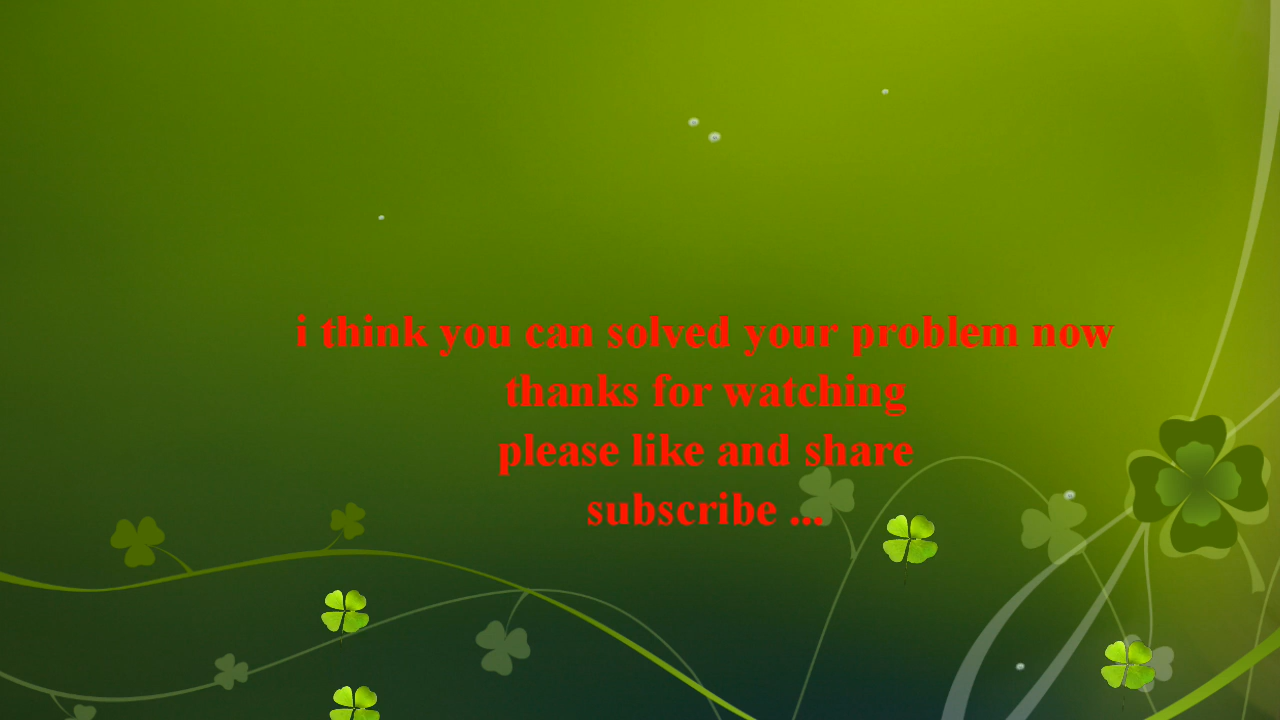 i think you can solved your problem now
thanks for watching
please like and share
subscribe ...